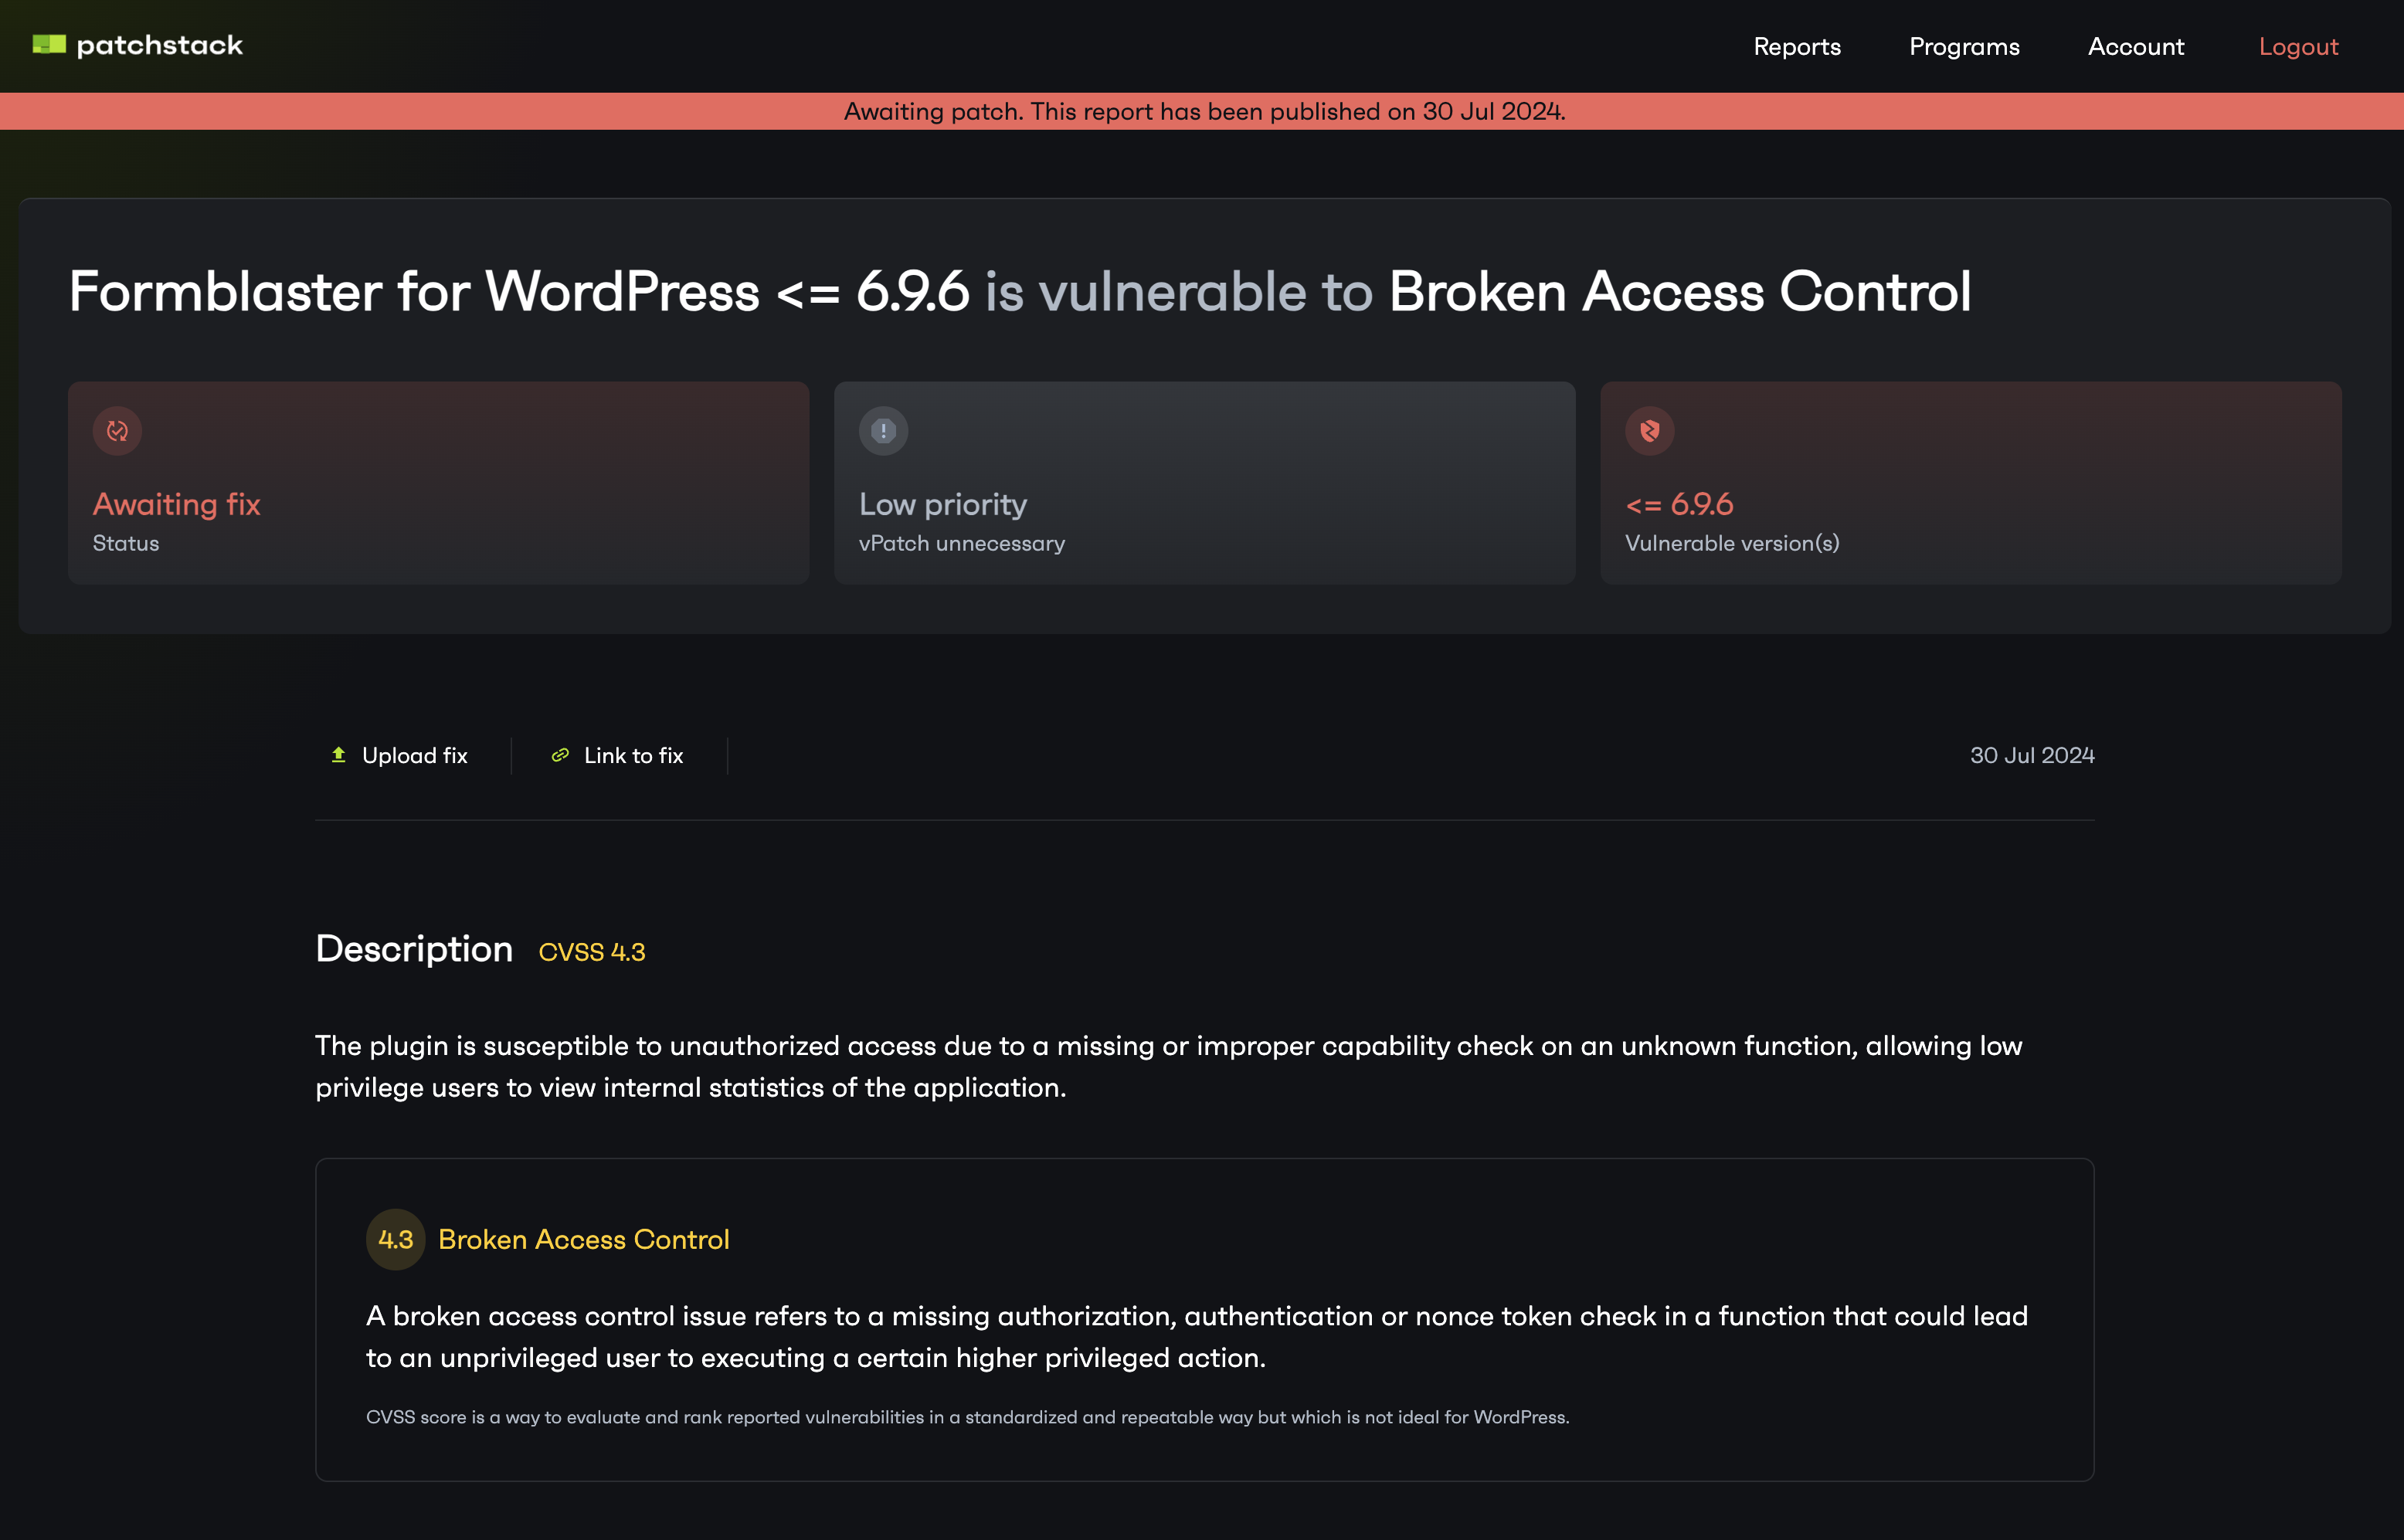 patchstack
Reports Programs Account Logout
Awaiting patch. This report has been published on 30 Jul 2024.
Formblaster for WordPress <= 6.9.6 is vulnerable to Broken Access Control
Awaiting fix
Status
Low priority
vPatch unnecessary
<= 6.9.6
Vulnerable version(s)
Upload fix Link to fix 30 Jul 2024
Description CVSS 4.3
The plugin is susceptible to unauthorized access due to a missing or improper capability check on an unknown function, allowing low
privilege users to view internal statistics of the application.
4.3 Broken Access Control
A broken access control issue refers to a missing authorization, authentication or nonce token check in a function that could lead
to an unprivileged user to executing a certain higher privileged action.
CVSS score is a way to evaluate and rank reported vulnerabilities in a standardized and repeatable way but which is not ideal for WordPress.